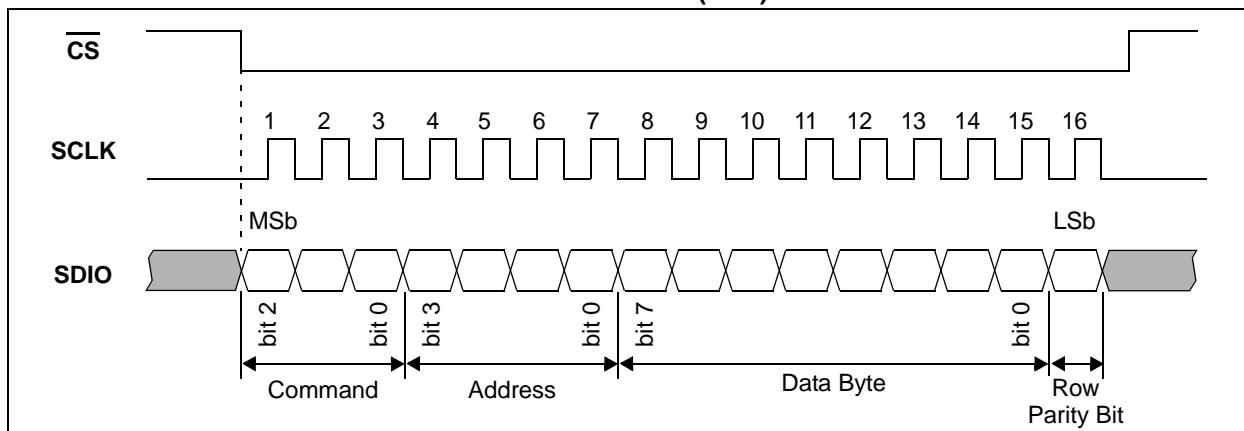 CS
1 2 3 4 5 6 7 8 9 10 11 12 13 14 15 16
SCLK
MSb LSb
SDIO
bit 2 bit 0 bit 3 bit 0 bit 7 bit 0
Command Address Data Byte Row
Parity Bit